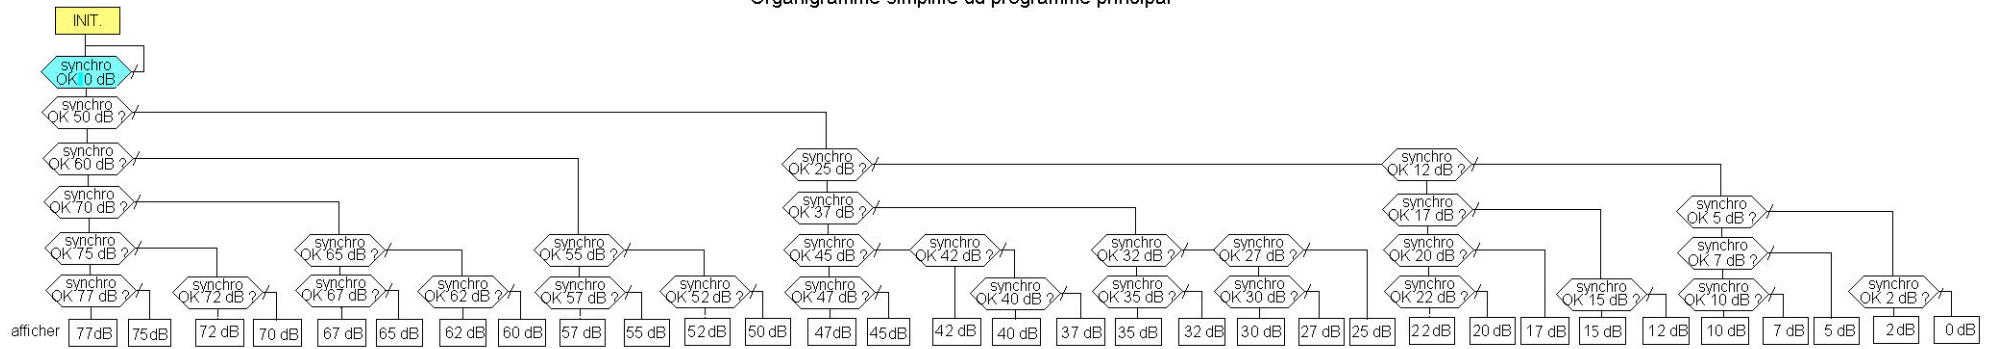 Organigramme simplifié du programme principal
INIT.
synchro
OK 0 dB
synchro
OK 50 dB ?
synchro
OK 60 dB ?
synchro
OK 25 dB ?
synchro
OK 12 dB ?
synchro
OK 70 dB ?
synchro
OK 37 dB ?
synchro
OK 17 dB ?
synchro
OK 5 dB ?
synchro
OK 75 dB ?
synchro
OK 65 dB ?
synchro
OK 55 dB ?
synchro
OK 45 dB ?
synchro
OK 42 dB ?
synchro
OK 32 dB ?
synchro
OK 27 dB ?
synchro
OK 20 dB ?
synchro
OK 7 dB ?
synchro
OK 77 dB ?
synchro
OK 72 dB ?
synchro
OK 67 dB ?
synchro
OK 62 dB ?
synchro
OK 57 dB ?
synchro
OK 52 dB ?
synchro
OK 47 dB ?
synchro
OK 40 dB ?
synchro
OK 35 dB ?
synchro
OK 30 dB ?
synchro
OK 22 dB ?
synchro
OK 15 dB ?
synchro
OK 10 dB ?
synchro
OK 2 dB ?
afficher 77dB 75dB 72 dB 70 dB 67 dB 65 dB 62 dB 60 dB 57 dB 55 dB 52dB 50 dB 47dB 45dB 42 dB 40 dB 37 dB 35 dB 32 dB 30 dB 27 dB 25 dB 22dB 20 dB 17 dB 15 dB 12 dB 10 dB 7 dB 5 dB 2dB 0 dB